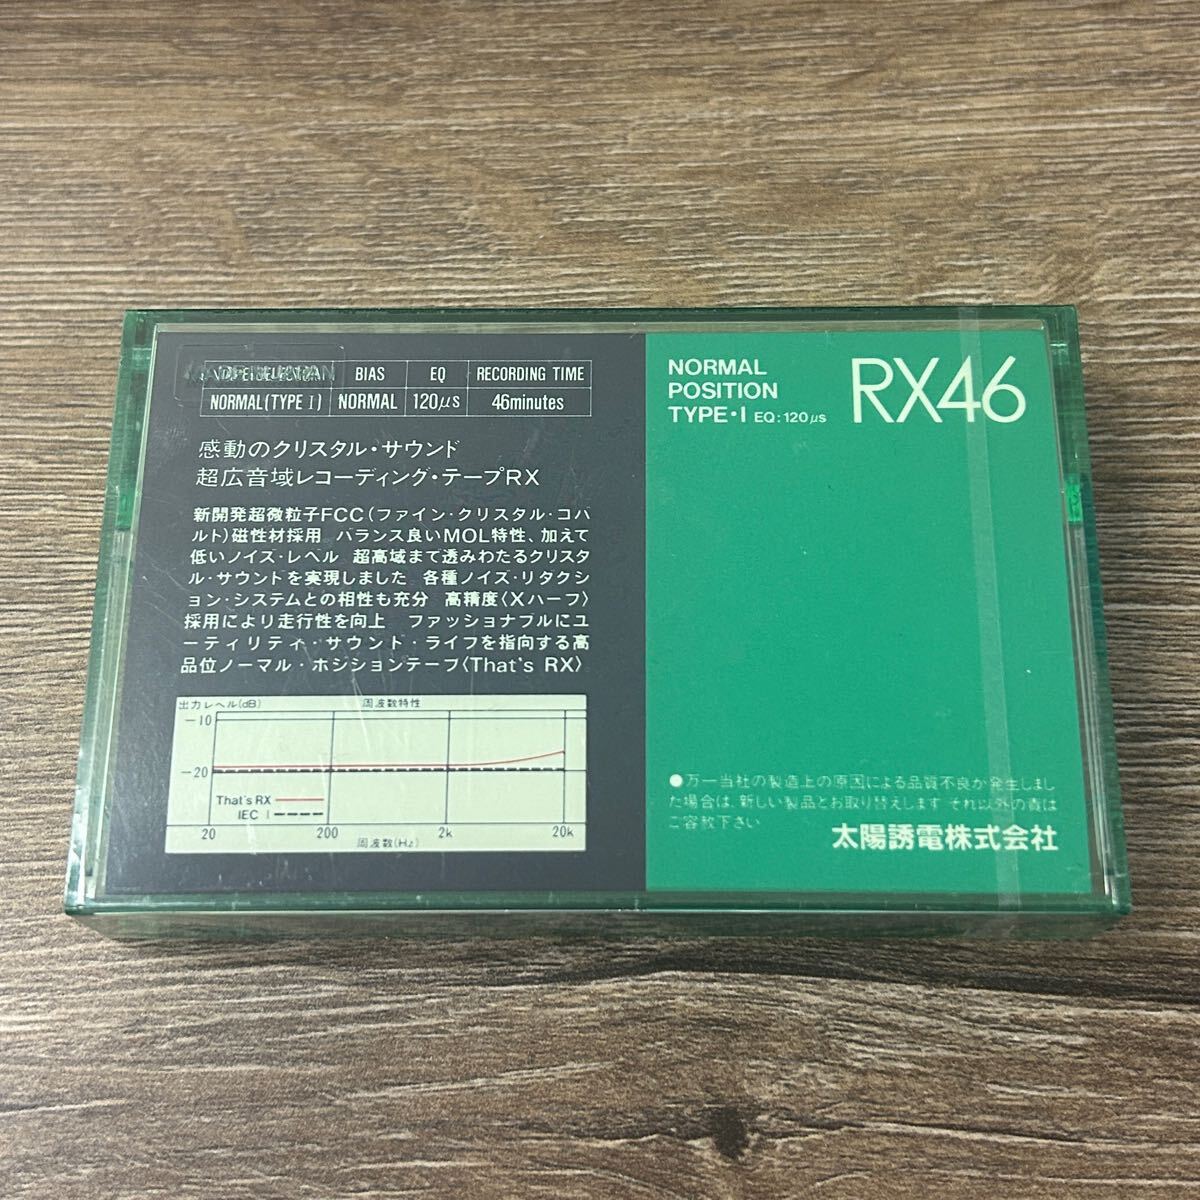 BIAS EQ RECORDING TIME
NORMAL(TYPE I) NORMAL 120μs 46minutes
感動のクリスタル・サウンド
超広音域レコーディング・テープRX
新開発超微粒子FCC(ファイン・クリスタル・コバ
ルト)磁性材採用 バランス良いMOL特性、加えて
低いノイズ・レベル 超高域まで透みわたるクリスタ
ル・サウンドを実現しました 各種ノイズ・リダクシ
ョン・システムとの相性も充分 高精度〈Xハーフ〉
採用により走行性を向上 ファッショナブルにユ
ーティリティ・サウンド・ライフを指向する高
品位ノーマル・ポジションテープ〈That's RX〉
出力レベル(dB) 周波数特性
-10
-20
That's RX
IEC I
20 200 2k 20k
周波数(Hz)
NORMAL
POSITION
TYPE・I EQ:120μs
RX46
●万一当社の製造上の原因による品質不良が発生しまし
た場合は、新しい製品とお取り替えします それ以外の責は
ご容赦下さい
太陽誘電株式会社